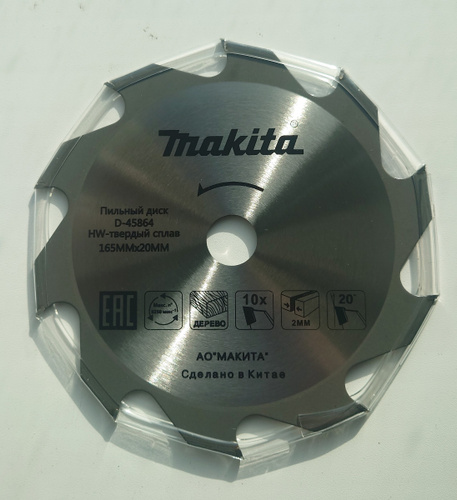 makita
Пильный диск
D-45864
HW-твердый сплав
165ММx20ММ
EAC
ДЕРЕВО
10x
2ММ
20°
АО"МАКИТА"
Сделано в Китае